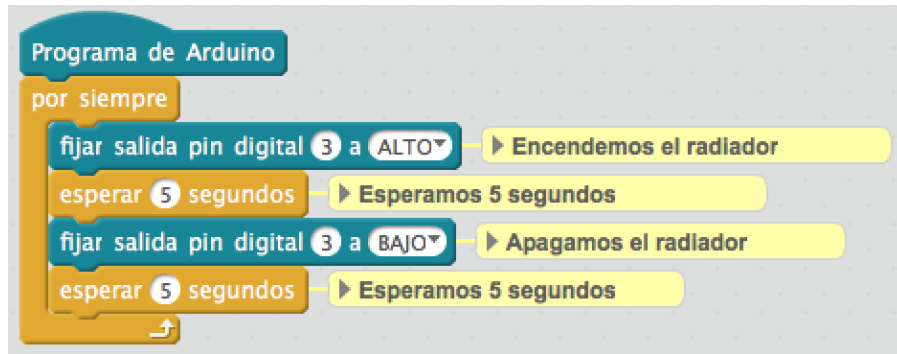 Programa de Arduino
por siempre
fijar salida pin digital 3 a ALTO Encendemos el radiador
esperar 5 segundos Esperamos 5 segundos
fijar salida pin digital 3 a BAJO Apagamos el radiador
esperar 5 segundos Esperamos 5 segundos